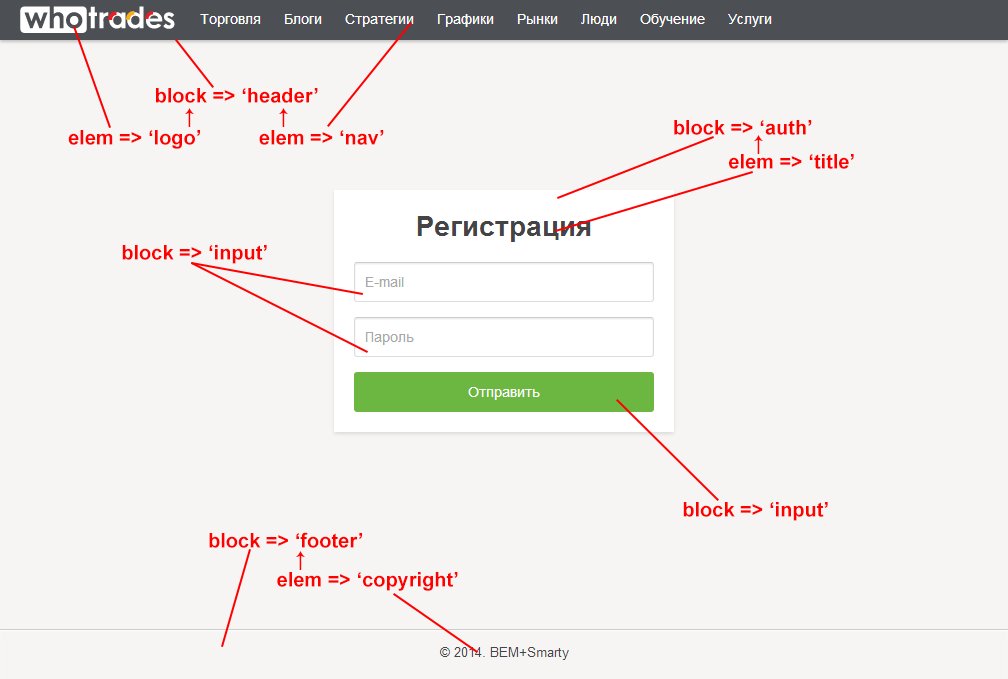 whotrades Торговля Блоги Стратегии Графики Рынки Люди Обучение Услуги
block => ‘header’
elem => ‘logo’ elem => ‘nav’
block => ‘auth’
elem => ‘title’
Регистрация
block => ‘input’
E-mail
Пароль
Отправить
block => ‘input’
block => ‘footer’
elem => ‘copyright’
© 2014. BEM+Smarty